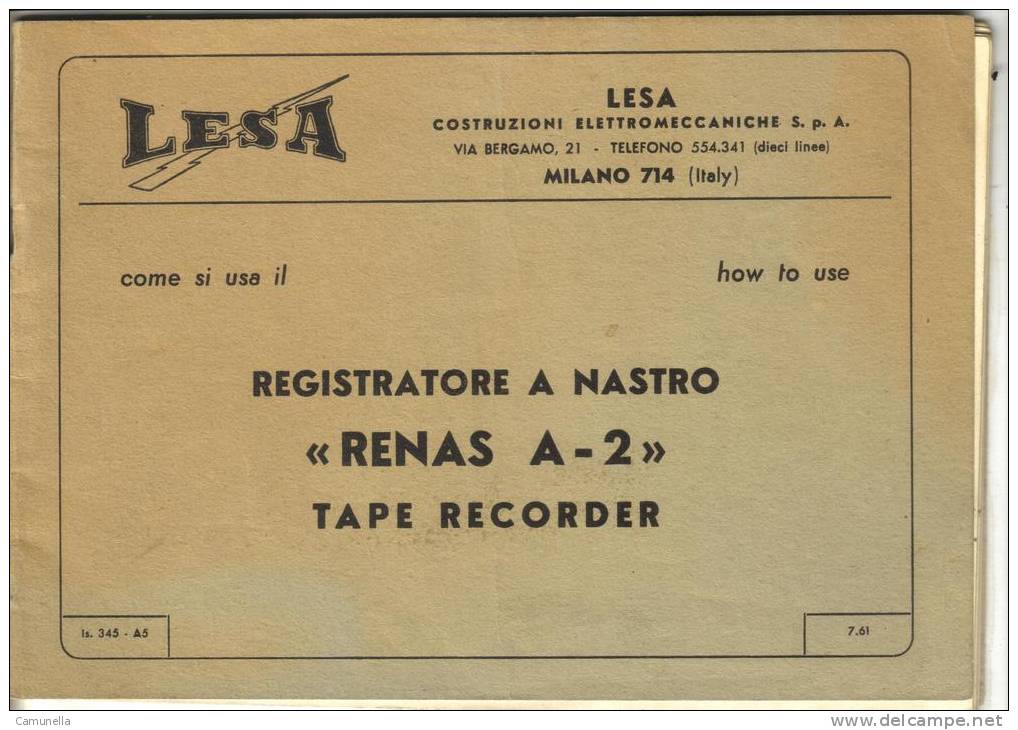 LESA
LESA
COSTRUZIONI ELETTROMECCANICHE S. p. A.
VIA BERGAMO, 21 - TELEFONO 554.341 (dieci linee)
MILANO 714 (Italy)
come si usa il
how to use
REGISTRATORE A NASTRO
«RENAS A-2»
TAPE RECORDER
Is. 345 - A5
7.61
Camunella
www.delcampe.net